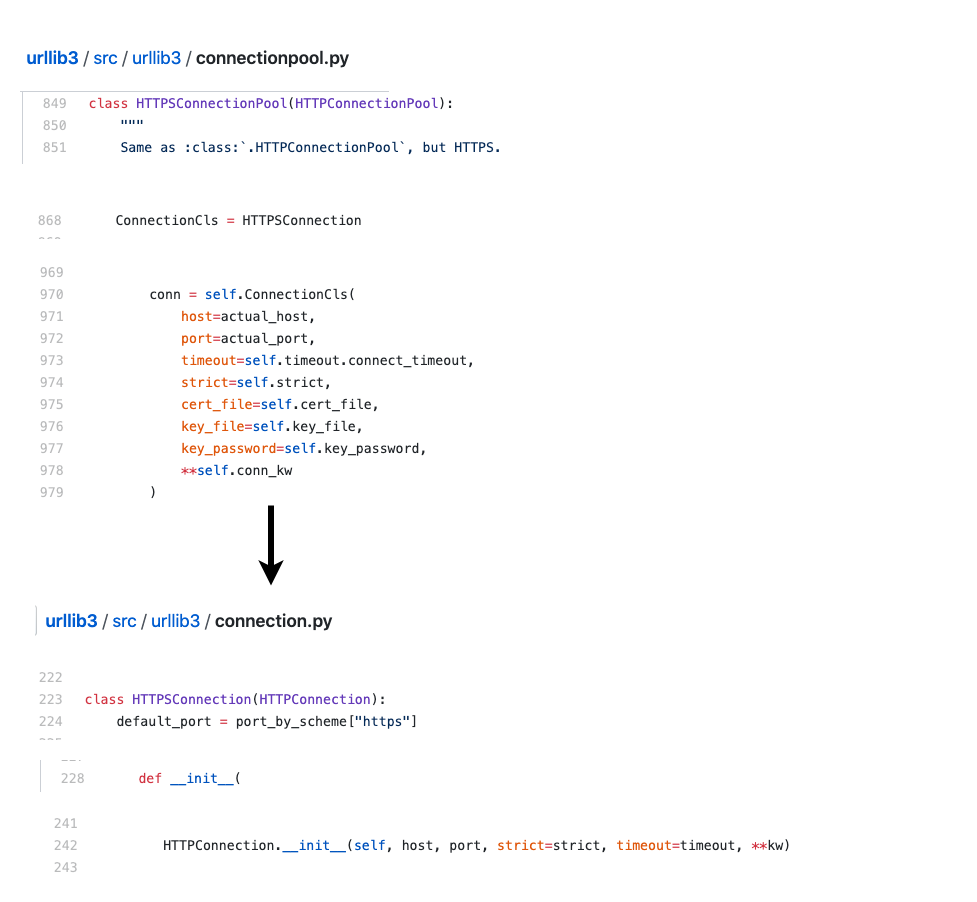 urllib3 / src / urllib3 / connectionpool.py
849 class HTTPSConnectionPool(HTTPConnectionPool):
850 """
851 Same as :class:`.HTTPConnectionPool`, but HTTPS.
868 ConnectionCls = HTTPSConnection
969
970 conn = self.ConnectionCls(
971 host=actual_host,
972 port=actual_port,
973 timeout=self.timeout.connect_timeout,
974 strict=self.strict,
975 cert_file=self.cert_file,
976 key_file=self.key_file,
977 key_password=self.key_password,
978 **self.conn_kw
979 )
urllib3 / src / urllib3 / connection.py
222
223 class HTTPSConnection(HTTPConnection):
224 default_port = port_by_scheme["https"]
228 def __init__(
241
242 HTTPConnection.__init__(self, host, port, strict=strict, timeout=timeout, **kw)
243